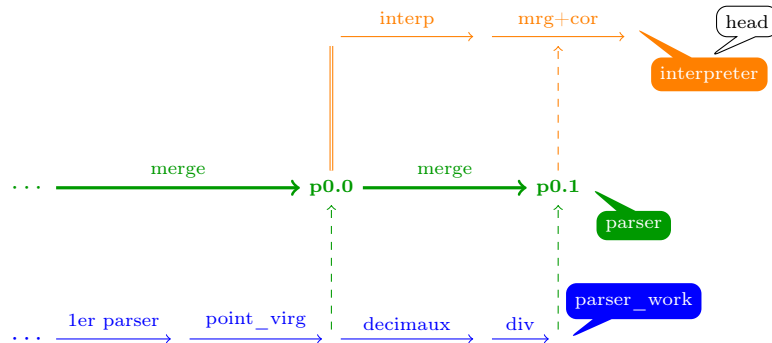 interp mrg+cor head
interpreter
merge merge
... p0.0 p0.1
parser
parser_work
1er parser point_virg decimaux div
...